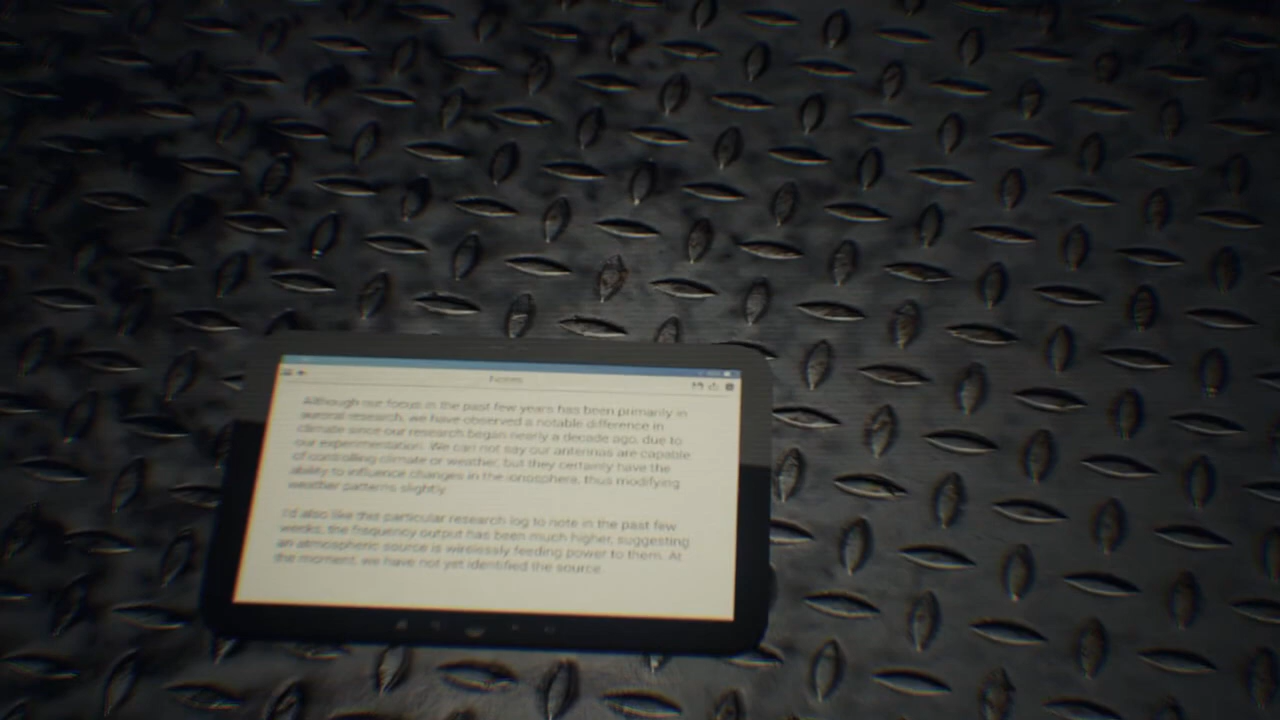 Notes
Although our focus in the past few years has been primarily in
auroral research, we have observed a notable difference in
climate since our research began nearly a decade ago, due to
our experimentation. We can not say our antennas are capable
of controlling climate or weather, but they certainly have the
ability to influence changes in the ionosphere, thus modifying
weather patterns slightly.
I'd also like this particular research log to note in the past few
weeks, the frequency output has been much higher, suggesting
an atmospheric source is wirelessly feeding power to them. At
the moment, we have not yet identified the source.